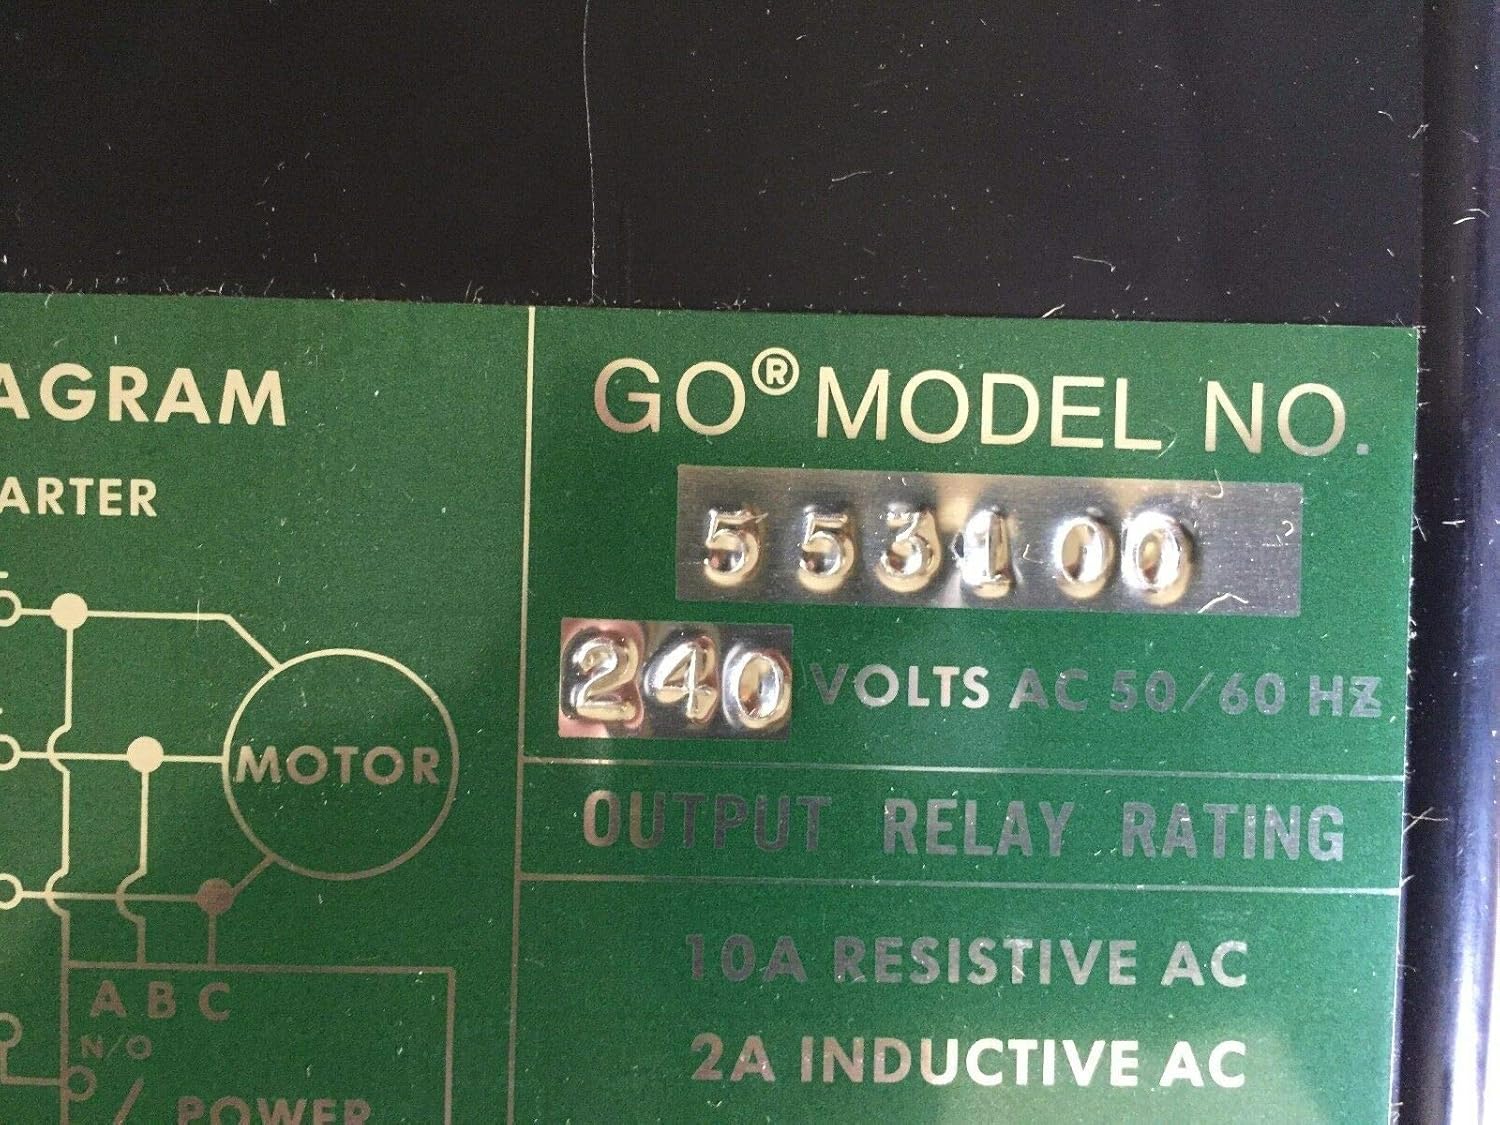 AGRAM
ARTER
MOTOR
A B C
N/O
POWER
GO® MODEL NO.
553100
240 VOLTS AC 50/60 HZ
OUTPUT RELAY RATING
10A RESISTIVE AC
2A INDUCTIVE AC